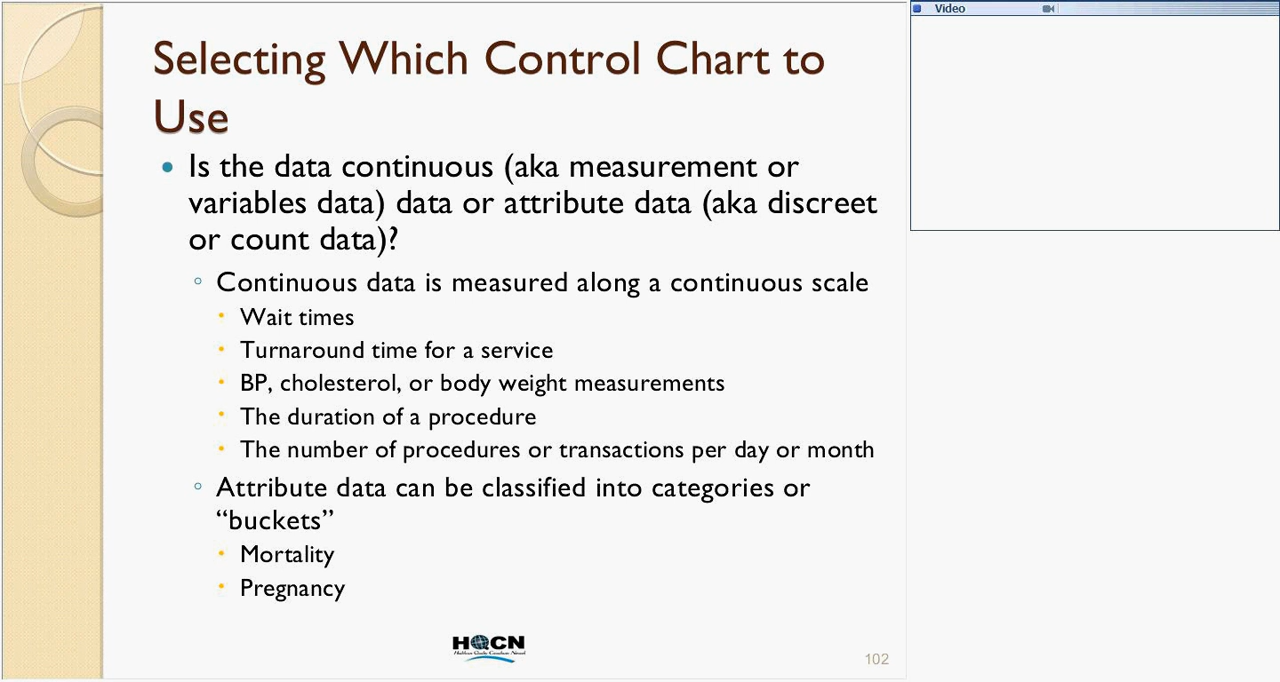 Selecting Which Control Chart to
Use
Is the data continuous (aka measurement or
variables data) data or attribute data (aka discreet
or count data)?
Continuous data is measured along a continuous scale
Wait times
Turnaround time for a service
BP, cholesterol, or body weight measurements
The duration of a procedure
The number of procedures or transactions per day or month
Attribute data can be classified into categories or
“buckets”
Mortality
Pregnancy
HQCN
102
Video